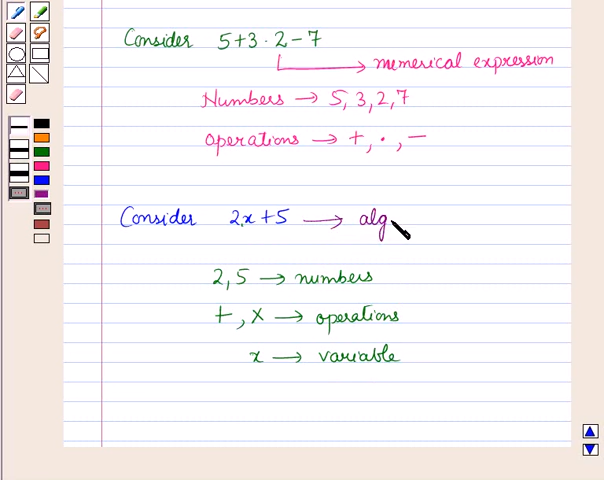 Consider 5+3·2-7
numerical expression
Numbers → 5, 3, 2, 7
Operations → +, ·, -
Consider 2x+5 → alg
2, 5 → numbers
+, × → operations
x → variable